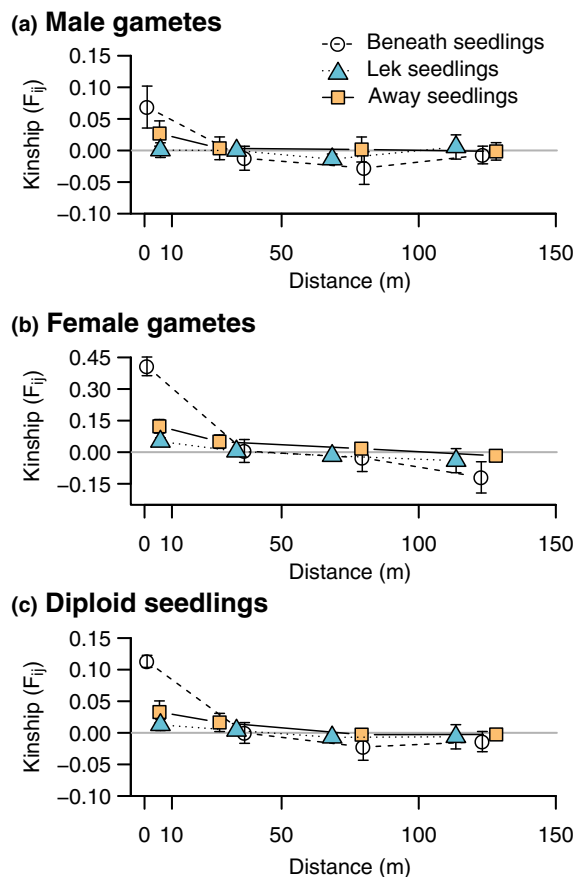 (a) Male gametes
Beneath seedlings
Lek seedlings
Away seedlings
Kinship (Fij)
0.15
0.10
0.05
0.00
−0.05
−0.10
0 10 50 100 150
Distance (m)
(b) Female gametes
Kinship (Fij)
0.45
0.30
0.15
0.00
−0.15
0 10 50 100 150
Distance (m)
(c) Diploid seedlings
Kinship (Fij)
0.15
0.10
0.05
0.00
−0.05
−0.10
0 10 50 100 150
Distance (m)